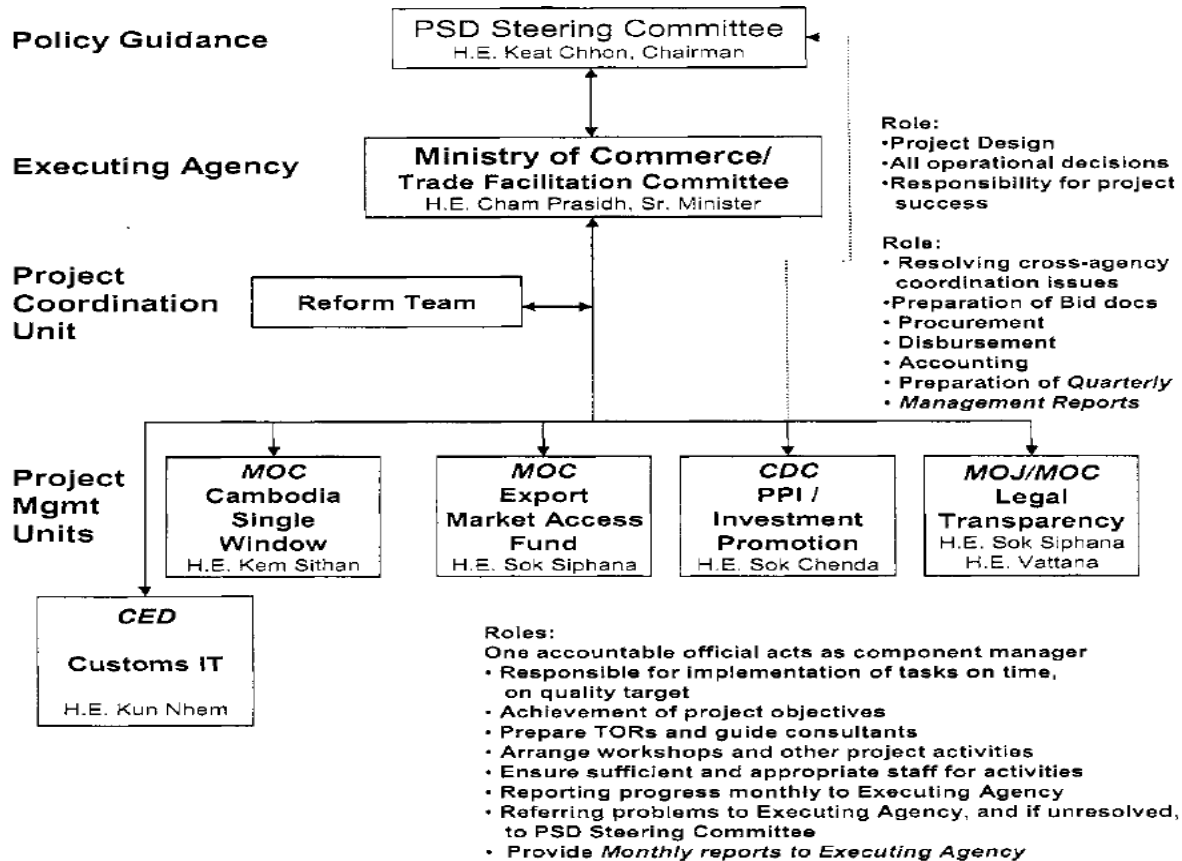 Policy Guidance
PSD Steering Committee
H.E. Keat Chhon, Chairman
Executing Agency
Ministry of Commerce/
Trade Facilitation Committee
H.E. Cham Prasidh, Sr. Minister
Role:
•Project Design
•All operational decisions
•Responsibility for project
success
Project
Coordination
Unit
Reform Team
Role:
• Resolving cross-agency
coordination issues
•Preparation of Bid docs
• Procurement
• Disbursement
• Accounting
• Preparation of Quarterly
• Management Reports
Project
Mgmt
Units
MOC
Cambodia
Single
Window
H.E. Kem Sithan
MOC
Export
Market Access
Fund
H.E. Sok Siphana
CDC
PPI /
Investment
Promotion
H.E. Sok Chenda
MOJ/MOC
Legal
Transparency
H.E. Sok Siphana
H.E. Vattana
CED
Customs IT
H.E. Kun Nhem
Roles:
One accountable official acts as component manager
• Responsible for implementation of tasks on time,
on quality target
• Achievement of project objectives
• Prepare TORs and guide consultants
• Arrange workshops and other project activities
• Ensure sufficient and appropriate staff for activities
• Reporting progress monthly to Executing Agency
• Referring problems to Executing Agency, and if unresolved,
to PSD Steering Committee
• Provide Monthly reports to Executing Agency